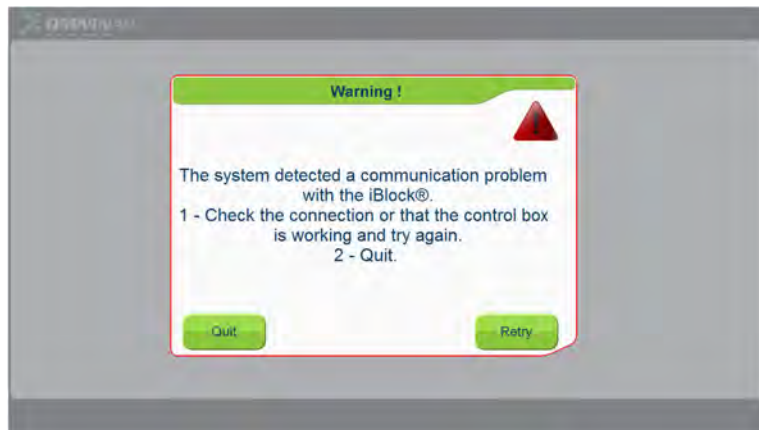 Warning !
The system detected a communication problem
with the iBlock®.
1 - Check the connection or that the control box
is working and try again.
2 - Quit.
Quit
Retry